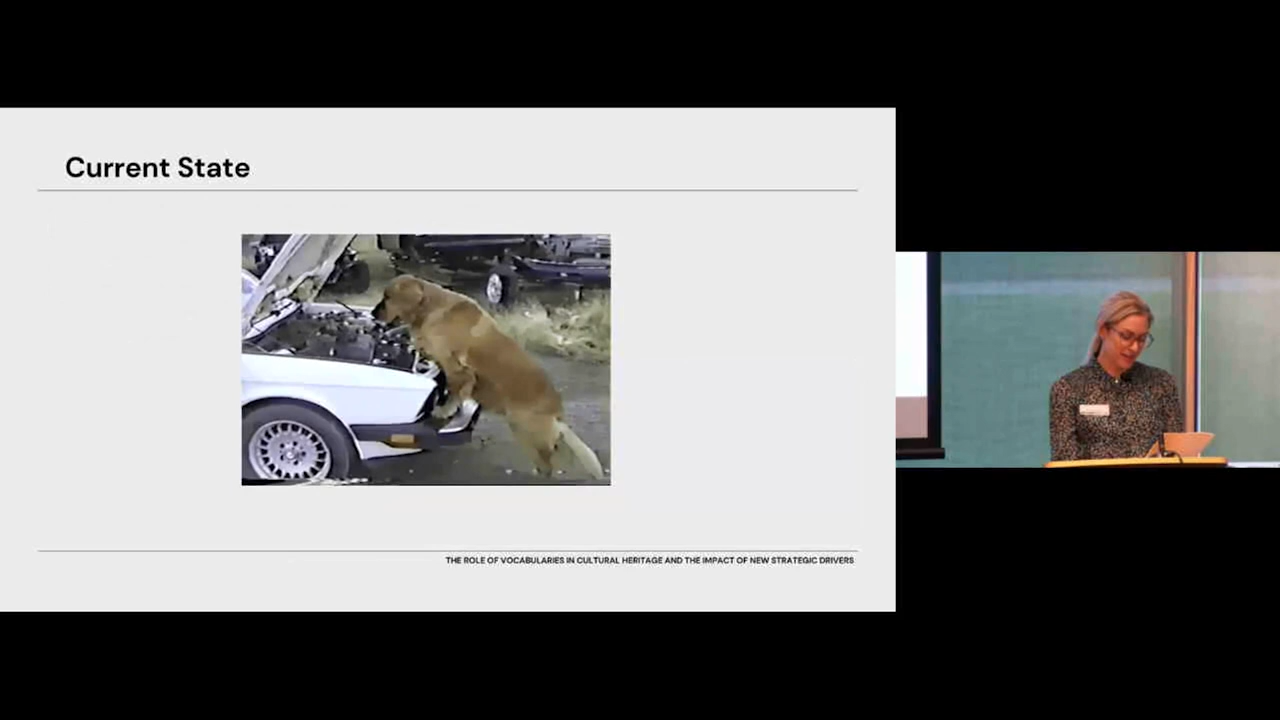 Current State
THE ROLE OF VOCABULARIES IN CULTURAL HERITAGE AND THE IMPACT OF NEW STRATEGIC DRIVERS